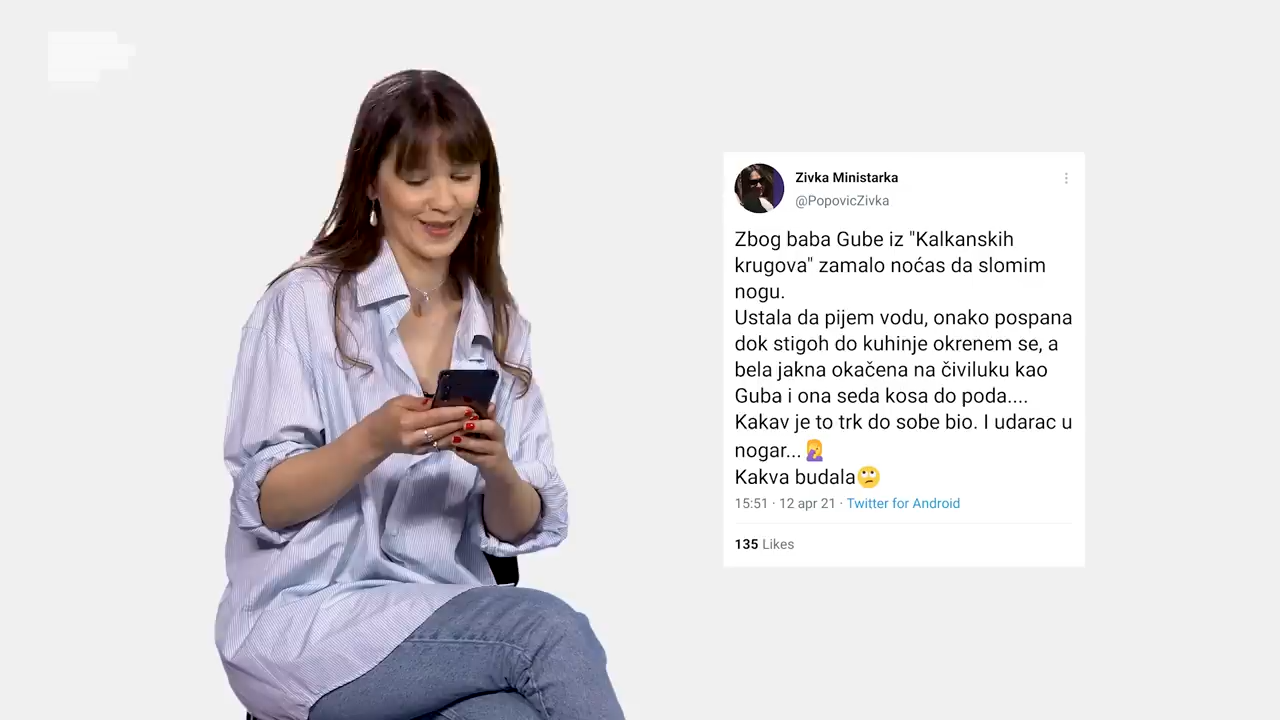 Zivka Ministarka
@PopovicZivka
Zbog baba Gube iz "Kalkanskih
krugova" zamalo noćas da slomim
nogu.
Ustala da pijem vodu, onako pospana
dok stigoh do kuhinje okrenem se, a
bela jakna okačena na čiviluku kao
Guba i ona seda kosa do poda....
Kakav je to trk do sobe bio. I udarac u
nogar...🤦‍♀️
Kakva budala🙄
15:51 · 12 apr 21 · Twitter for Android
135 Likes